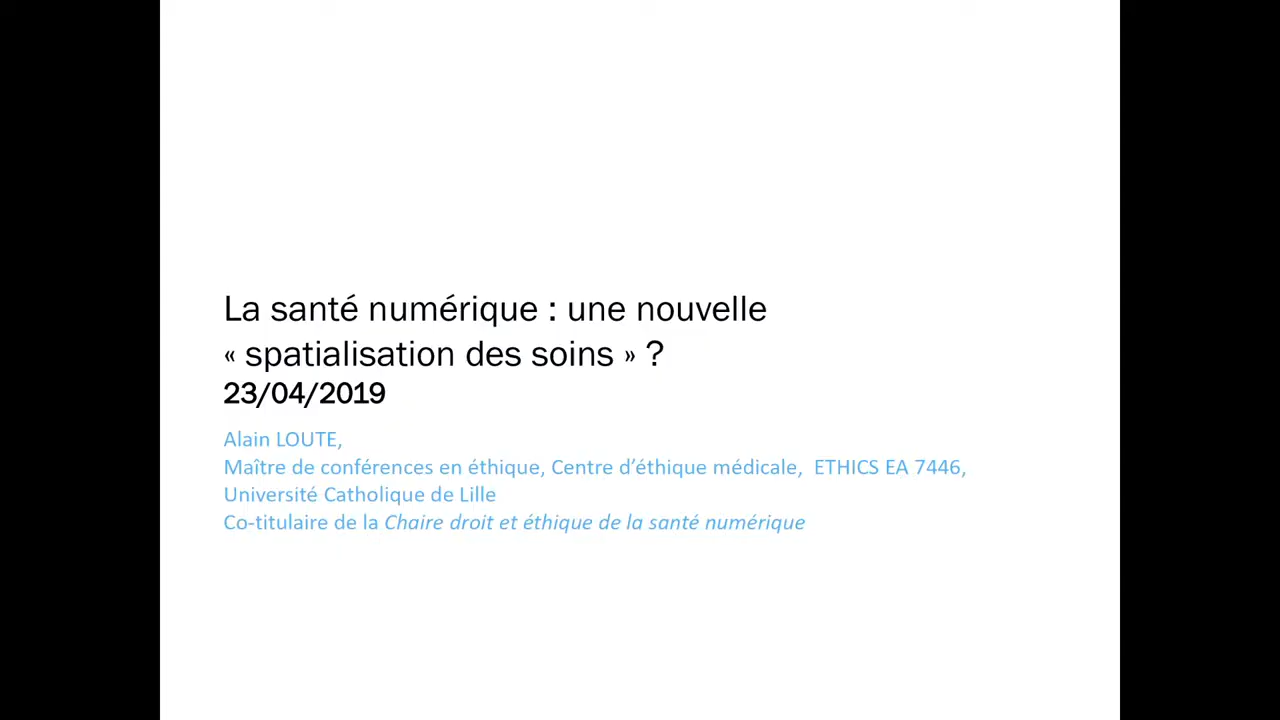 La santé numérique : une nouvelle
« spatialisation des soins » ?
23/04/2019
Alain LOUTE,
Maître de conférences en éthique, Centre d’éthique médicale,  ETHICS EA 7446,
Université Catholique de Lille
Co-titulaire de la Chaire droit et éthique de la santé numérique